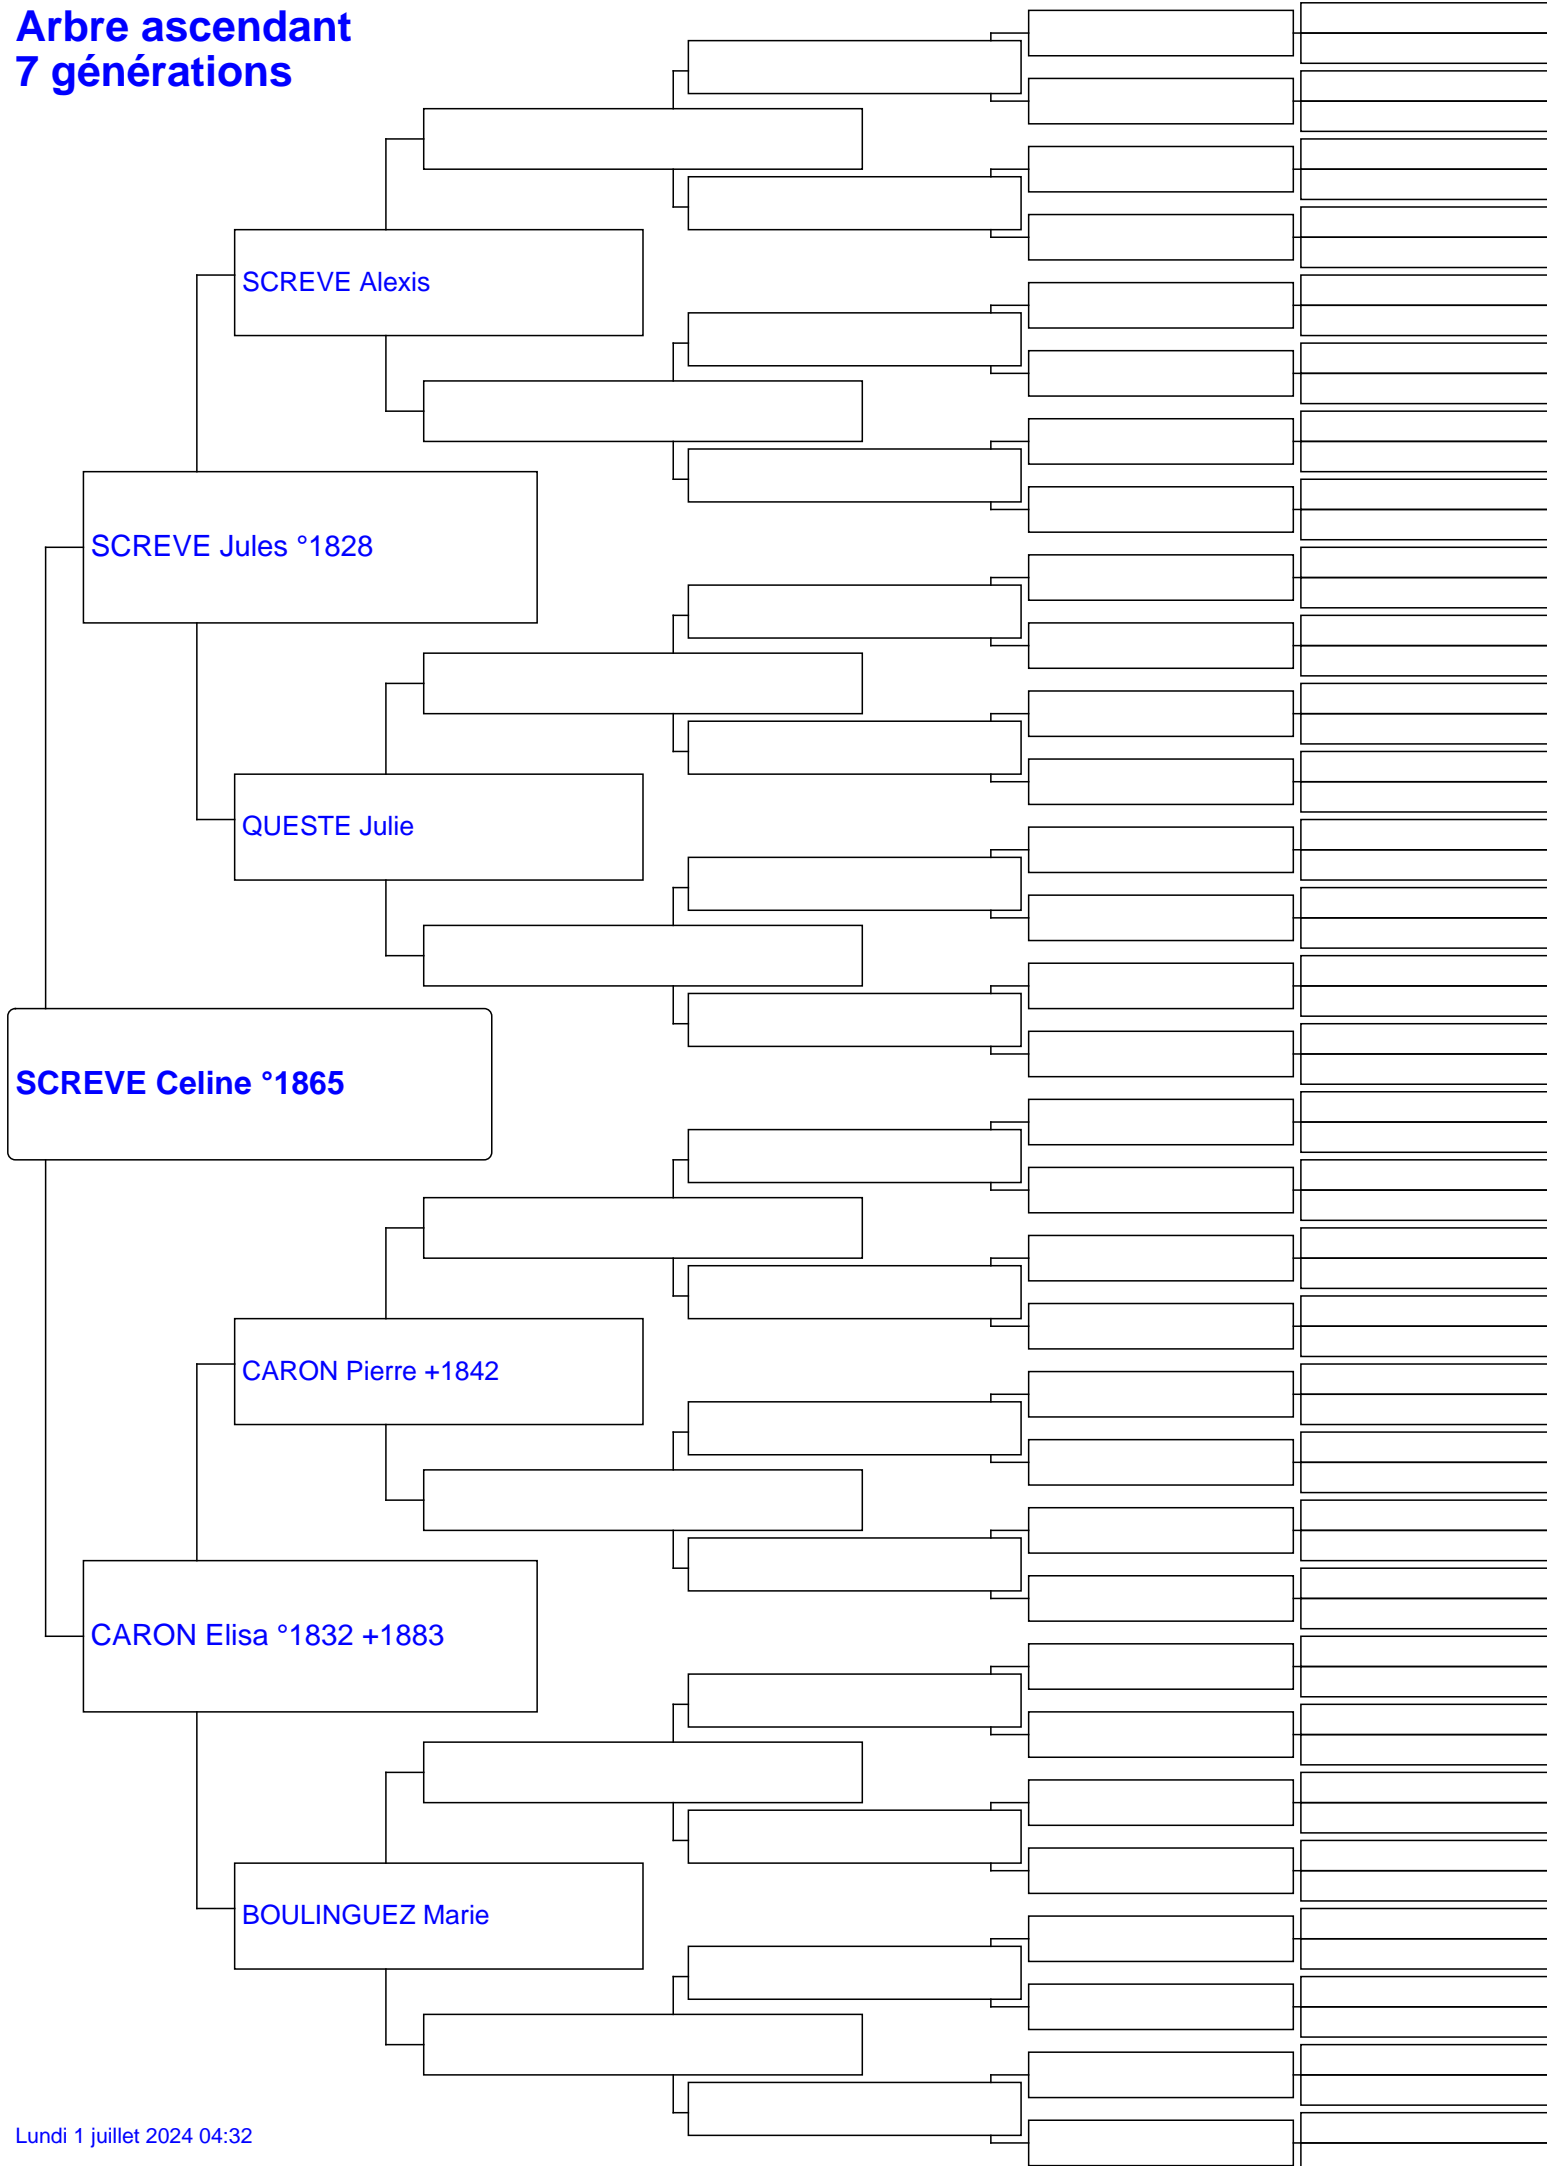 Arbre ascendant
7 générations
SCREVE Alexis
SCREVE Jules °1828
QUESTE Julie
SCREVE Celine °1865
CARON Pierre +1842
CARON Elisa °1832 +1883
BOULINGUEZ Marie
Lundi 1 juillet 2024 04:32